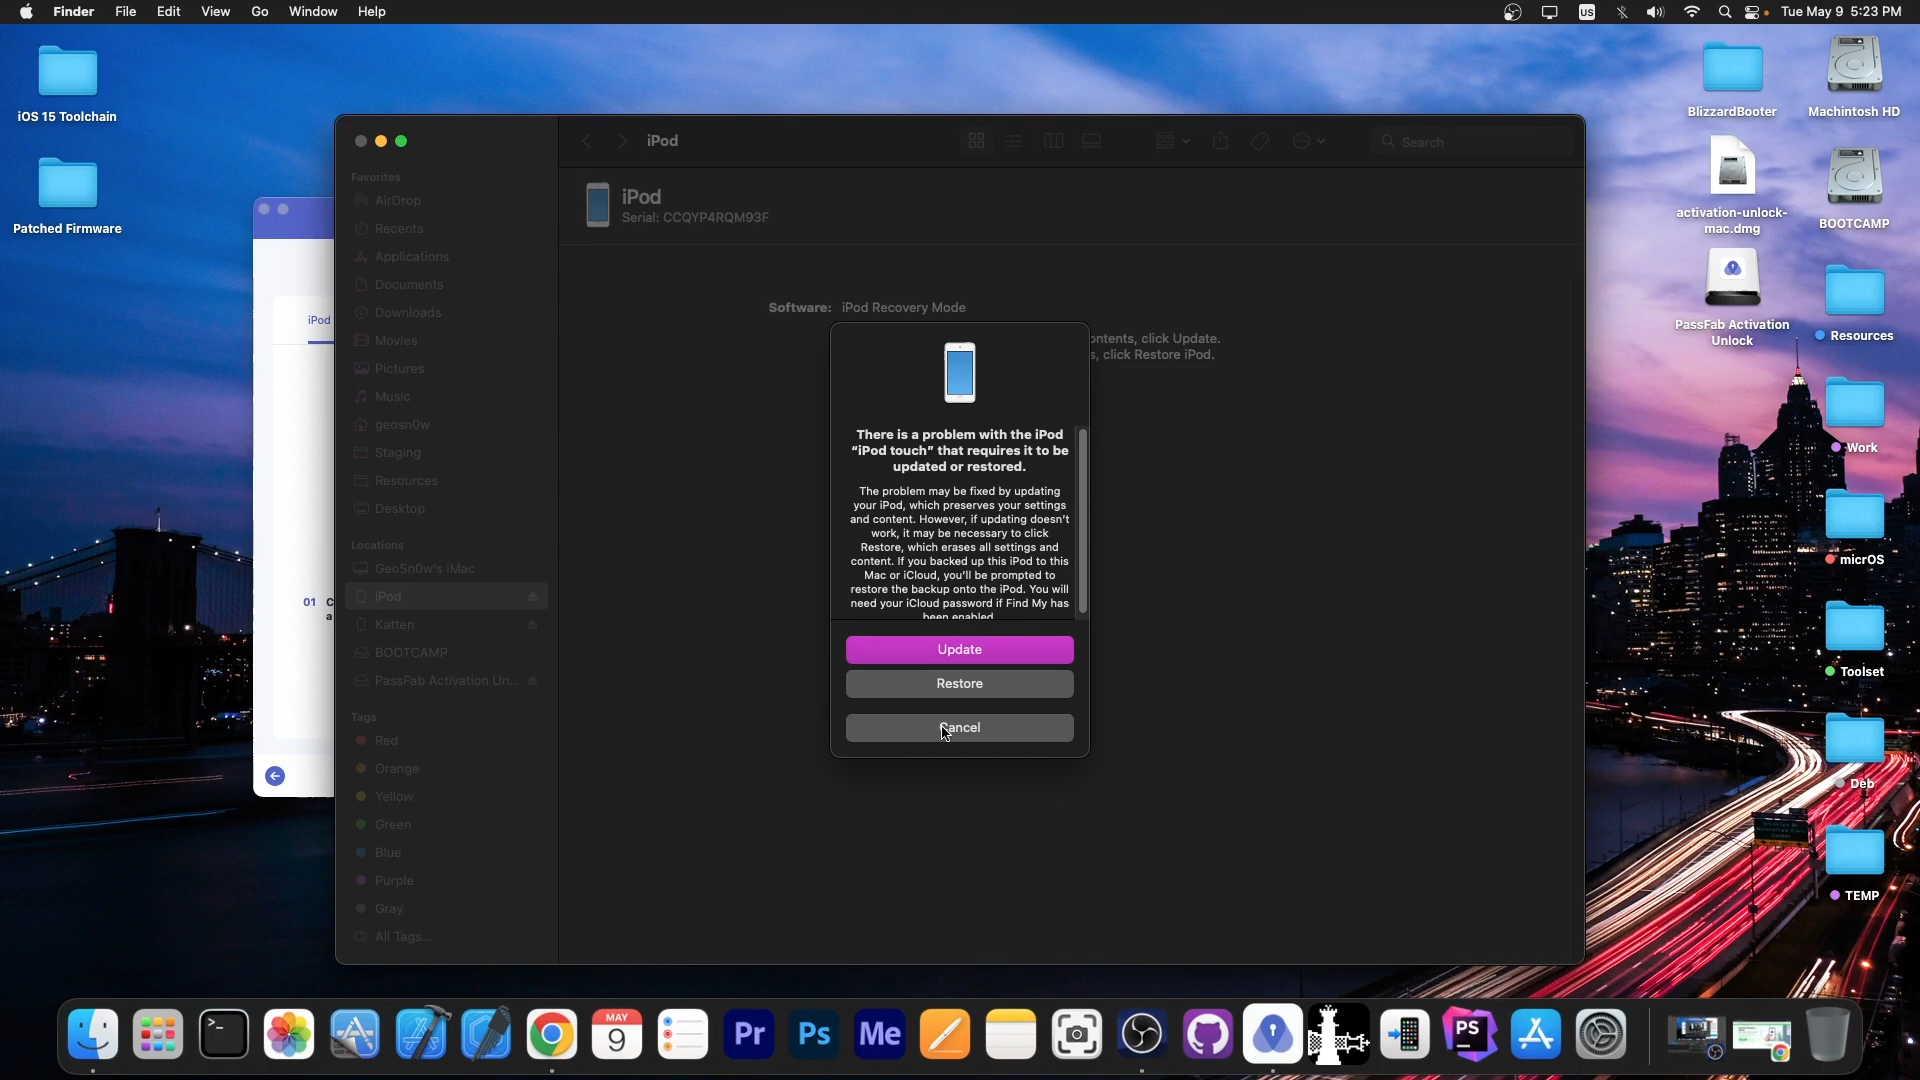 Finder File Edit View Go Window Help
US Tue May 9 5:23 PM
iOS 15 Toolchain
Patched Firmware
BlizzardBooter
Machintosh HD
activation-unlock-
mac.dmg
BOOTCAMP
PassFab Activation
Unlock
Resources
Work
micrOS
Toolset
Deb
TEMP
iPod
01 C
a
Favorites
AirDrop
Recents
Applications
Documents
Downloads
Movies
Pictures
Music
geosn0w
Staging
Resources
Desktop
Locations
GeoSn0w's iMac
iPod
Katten
BOOTCAMP
PassFab Activation Un...
Tags
Red
Orange
Yellow
Green
Blue
Purple
Gray
All Tags...
iPod
Search
iPod
Serial: CCQYP4RQM93F
Software: iPod Recovery Mode
ontents, click Update.
s, click Restore iPod.
There is a problem with the iPod
“iPod touch” that requires it to be
updated or restored.
The problem may be fixed by updating
your iPod, which preserves your settings
and content. However, if updating doesn't
work, it may be necessary to click
Restore, which erases all settings and
content. If you backed up this iPod to this
Mac or iCloud, you'll be prompted to
restore the backup onto the iPod. You will
need your iCloud password if Find My has
been enabled.
Update
Restore
Cancel
MAY
9
Pr
Ps
Me
PS